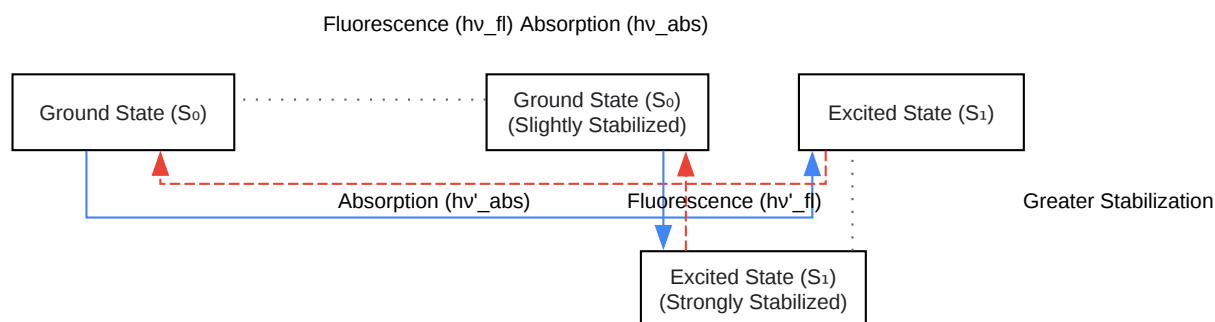 Fluorescence (hν_fl) Absorption (hν_abs)
Ground State (S₀)
Ground State (S₀)
(Slightly Stabilized)
Excited State (S₁)
Absorption (hν'_abs)
Fluorescence (hν'_fl)
Greater Stabilization
Excited State (S₁)
(Strongly Stabilized)